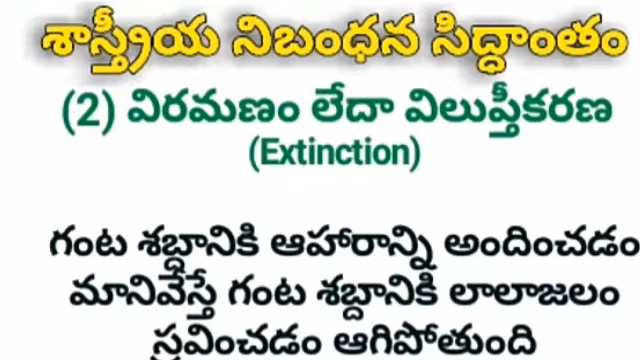 శాస్త్రీయ నిబంధన సిద్ధాంతం
(2) విరమణం లేదా విలుప్తీకరణ
(Extinction)
గంట శబ్దానికి ఆహారాన్ని అందించడం
మానివేస్తే గంట శబ్దానికి లాలాజలం
స్రవించడం ఆగిపోతుంది